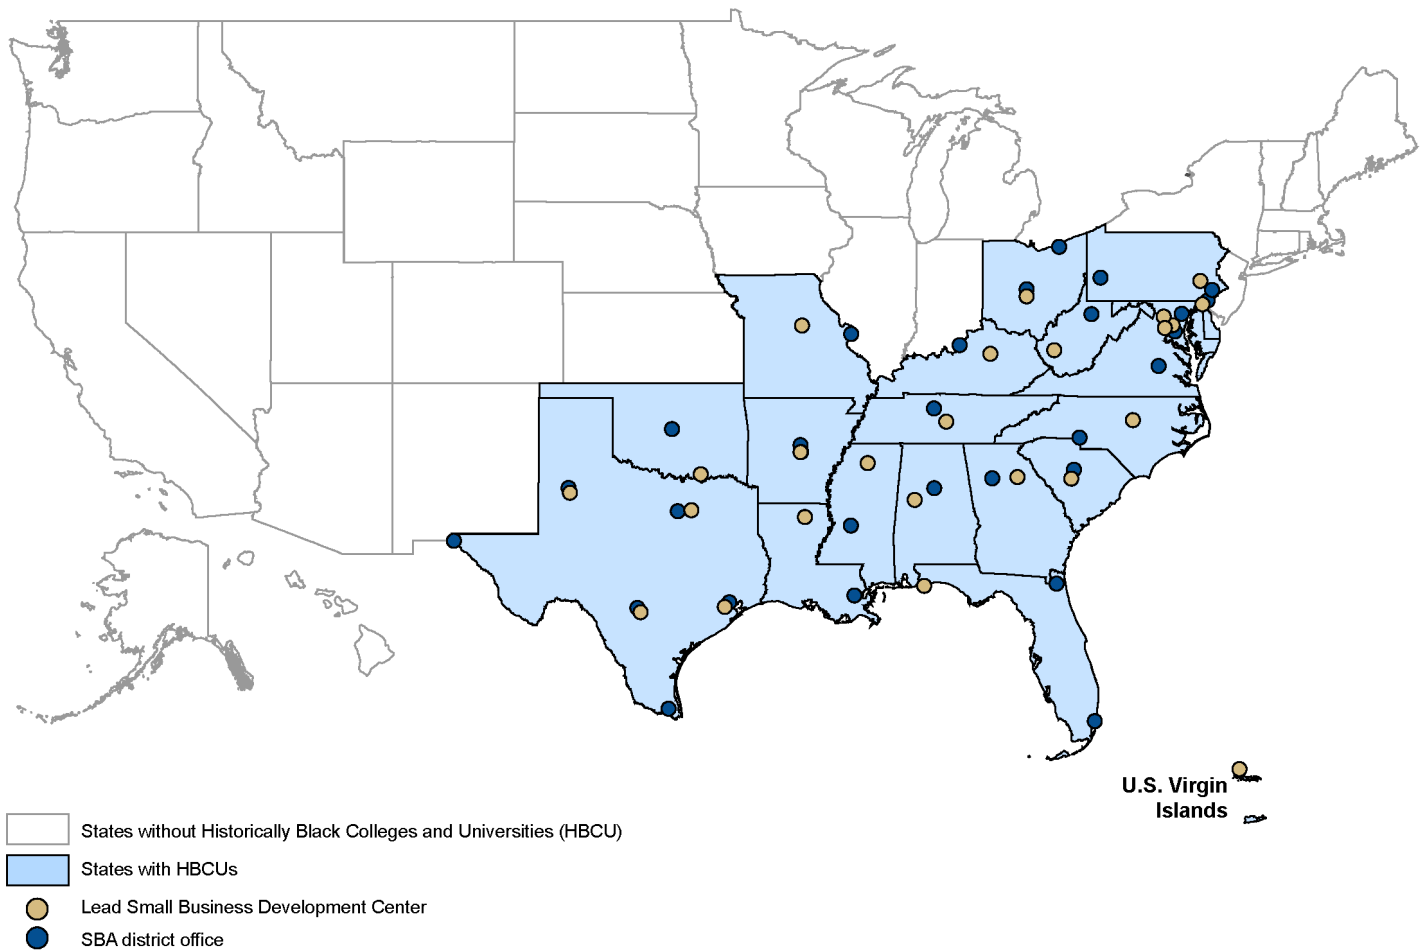 U.S. Virgin
Islands
States without Historically Black Colleges and Universities (HBCU)
States with HBCUs
Lead Small Business Development Center
SBA district office